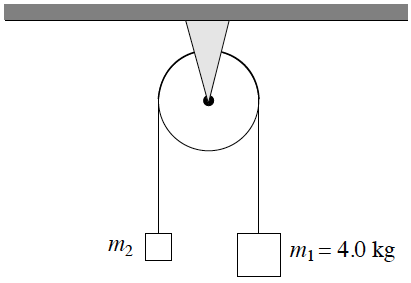 m₂
m₁ = 4.0 kg